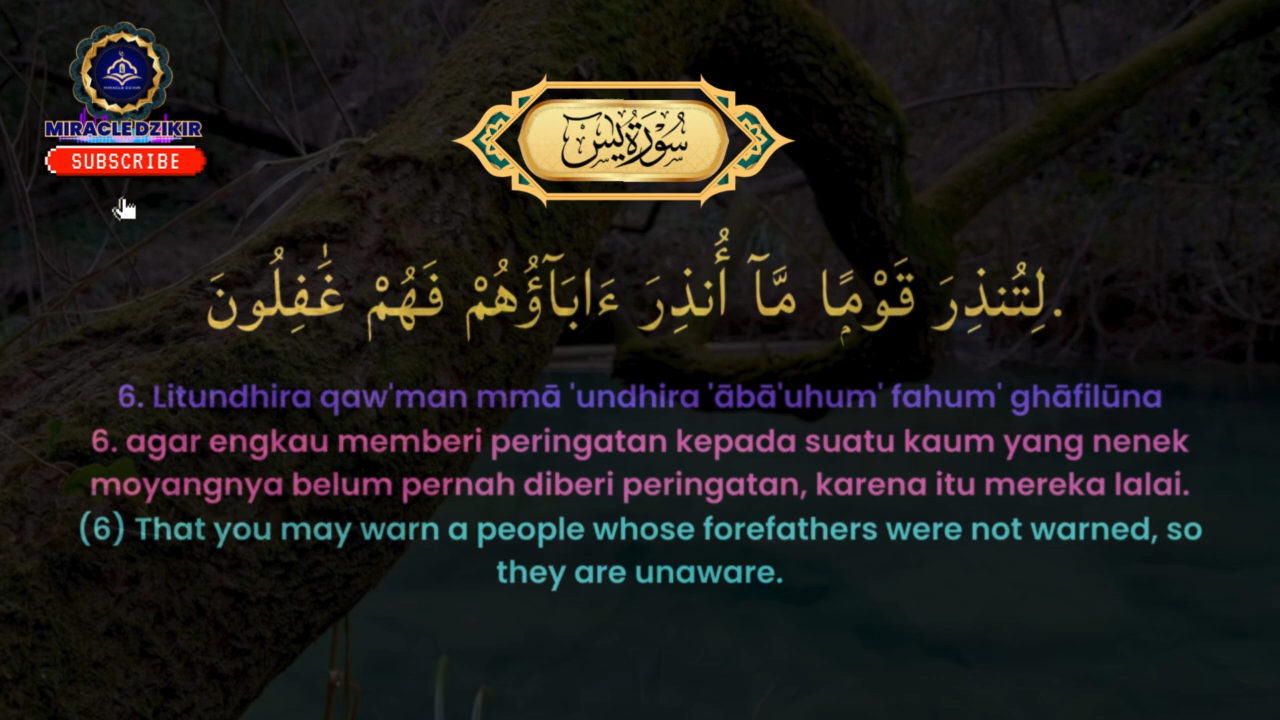 MIRACLEDZIKIR
SUBSCRIBE
سُورَةُ يسٓ
لِتُنذِرَ قَوْمًۭا مَّآ أُنذِرَ ءَابَآؤُهُمْ فَهُمْ غَٰفِلُونَ.
6. Litundhira qaw'man mmā 'undhira 'ābā'uhum' fahum' ghāfilūna
6. agar engkau memberi peringatan kepada suatu kaum yang nenek
moyangnya belum pernah diberi peringatan, karena itu mereka lalai.
(6) That you may warn a people whose forefathers were not warned, so
they are unaware.